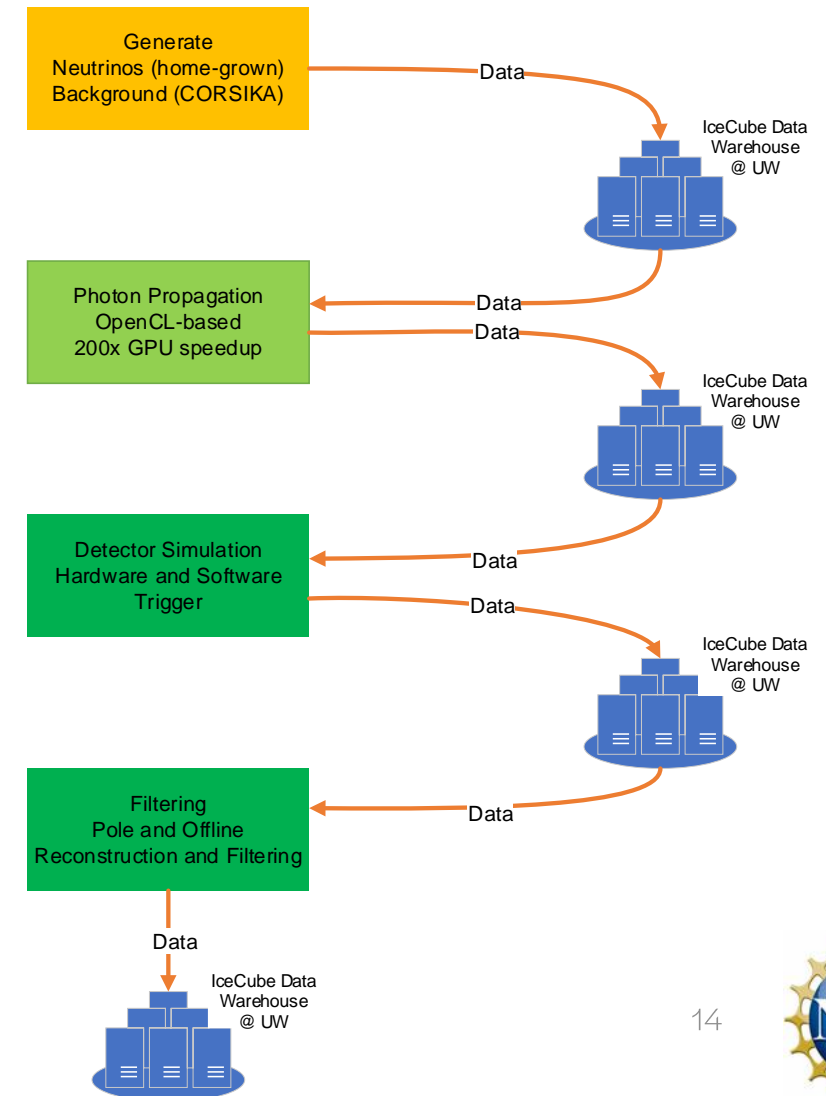 Generate
Neutrinos (home-grown)
Background (CORSIKA)
Data
IceCube Data
Warehouse
@ UW
Photon Propagation
OpenCL-based
200x GPU speedup
Data
Data
IceCube Data
Warehouse
@ UW
Detector Simulation
Hardware and Software
Trigger
Data
Data
IceCube Data
Warehouse
@ UW
Filtering
Pole and Offline
Reconstruction and Filtering
Data
Data
IceCube Data
Warehouse
@ UW
14